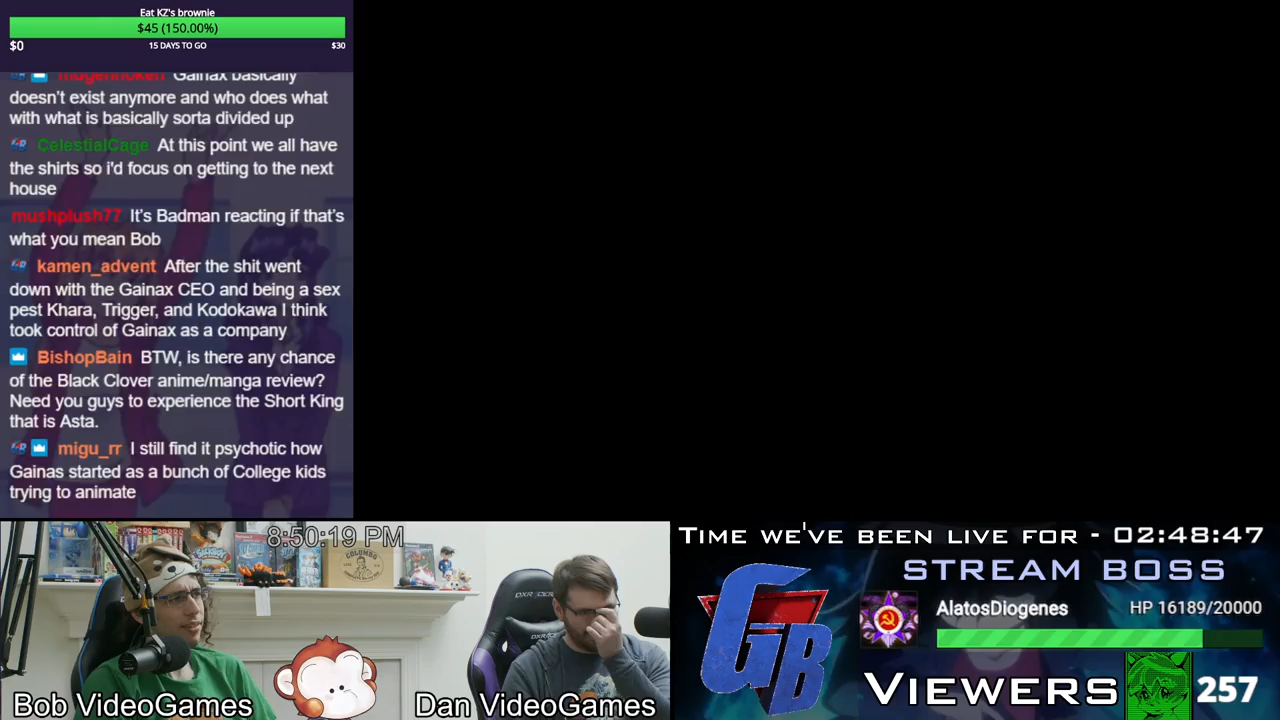 Eat KZ's brownie
$45 (150.00%)
$0 15 DAYS TO GO $30
mugenhoken Gainax basically
doesn't exist anymore and who does what
with what is basically sorta divided up
CelestialCage At this point we all have
the shirts so i'd focus on getting to the next
house
mushplush77 It's Badman reacting if that's
what you mean Bob
kamen_advent After the shit went
down with the Gainax CEO and being a sex
pest Khara, Trigger, and Kodokawa I think
took control of Gainax as a company
BishopBain BTW, is there any chance
of the Black Clover anime/manga review?
Need you guys to experience the Short King
that is Asta.
migu_rr I still find it psychotic how
Gainas started as a bunch of College kids
trying to animate
8:50:19 PM
COLUMBO
DXRACER
DXRACER
Bob VideoGames
Dan VideoGames
TIME WE'VE BEEN LIVE FOR - 02:48:47
STREAM BOSS
GB
AlatosDiogenes HP 16189/20000
VIEWERS 257